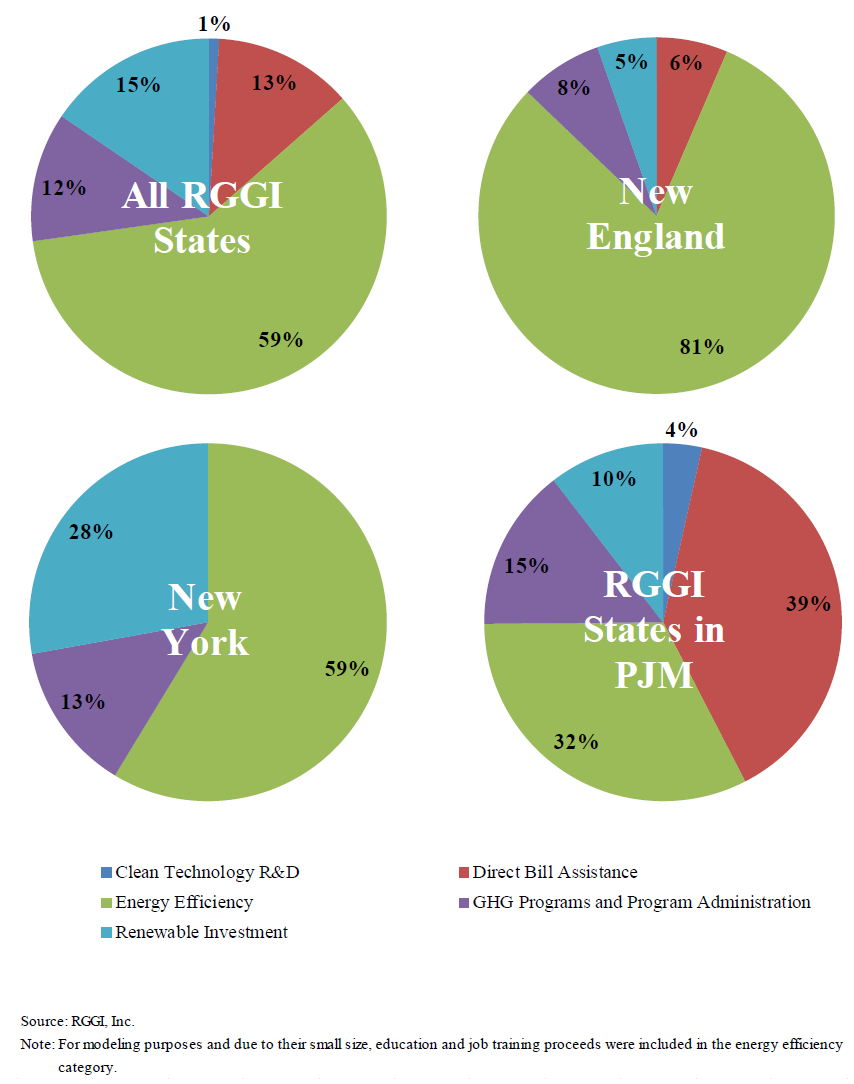 1%
15%
13%
12%
All RGGI
States
59%
5%
6%
8%
New
England
81%
28%
New
York
59%
13%
4%
10%
39%
15%
RGGI
States in
PJM
32%
Clean Technology R&D
Direct Bill Assistance
Energy Efficiency
GHG Programs and Program Administration
Renewable Investment
Source: RGGI, Inc.
Note: For modeling purposes and due to their small size, education and job training proceeds were included in the energy efficiency
category.